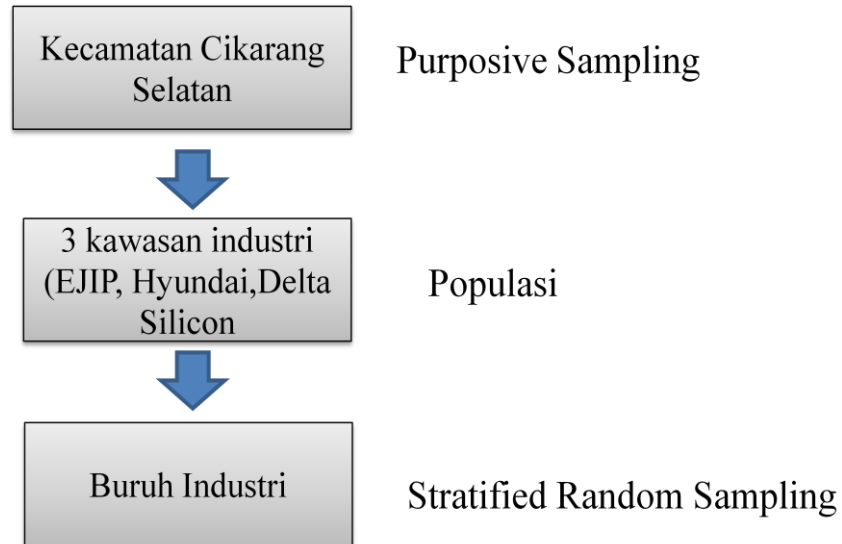 Kecamatan Cikarang
Selatan
Purposive Sampling
3 kawasan industri
(EJIP, Hyundai,Delta
Silicon
Populasi
Buruh Industri
Stratified Random Sampling